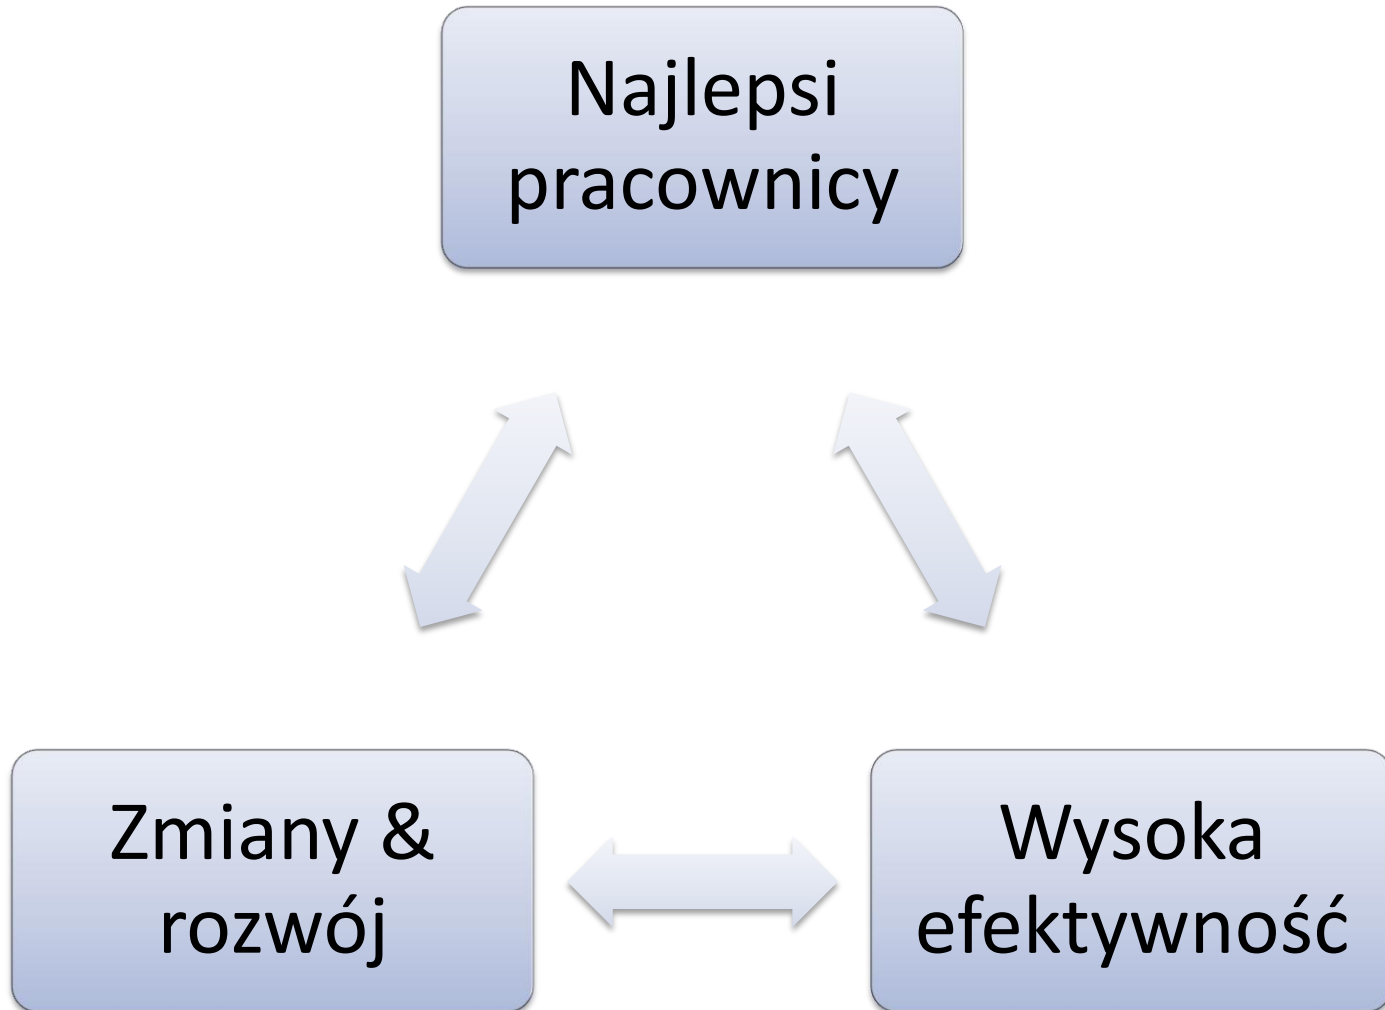 Najlepsi
pracownicy
Zmiany &
rozwój
Wysoka
efektywność